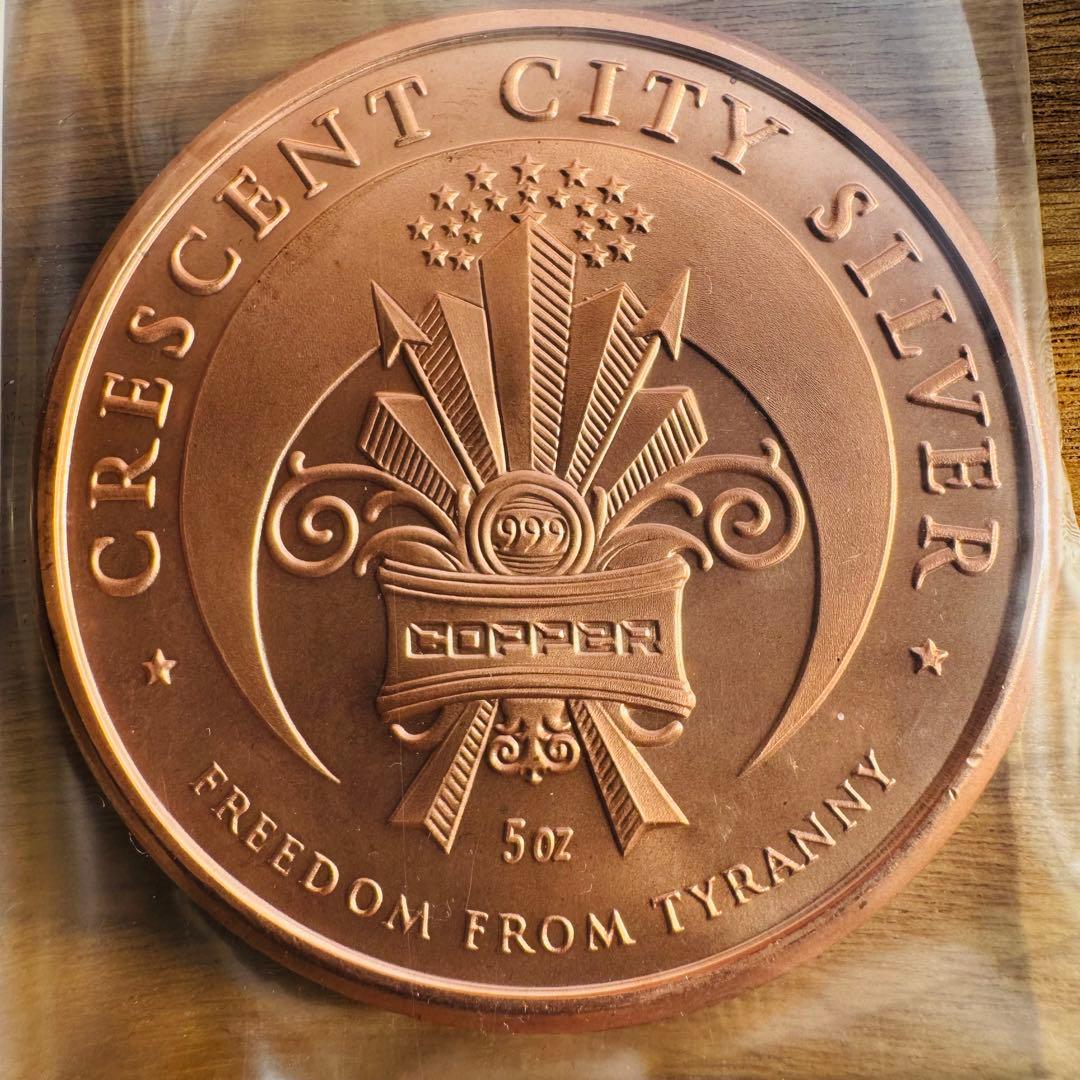 CRESCENT CITY SILVER
999
COPPER
5 OZ
FREEDOM FROM TYRANNY